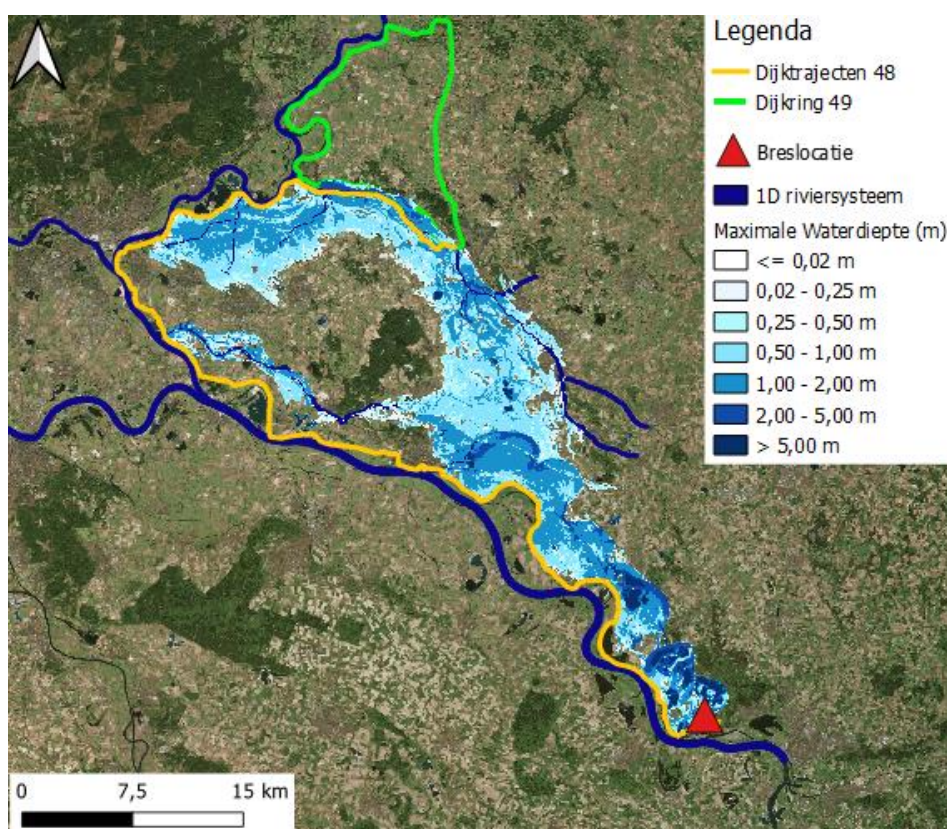 Legenda
Dijktrajecten 48
Dijkring 49
Breslocatie
1D riviersysteem
Maximale Waterdiepte (m)
<= 0,02 m
0,02 - 0,25 m
0,25 - 0,50 m
0,50 - 1,00 m
1,00 - 2,00 m
2,00 - 5,00 m
> 5,00 m
0 7,5 15 km